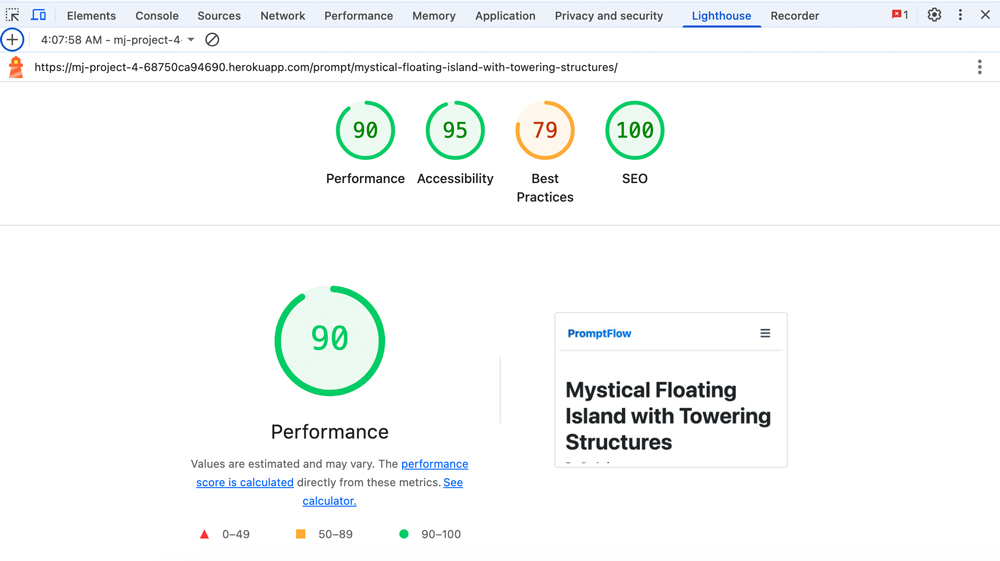 Elements Console Sources Network Performance Memory Application Privacy and security Lighthouse Recorder 1
4:07:58 AM - mj-project-4
https://mj-project-4-68750ca94690.herokuapp.com/prompt/mystical-floating-island-with-towering-structures/
90 95 79 100
Performance Accessibility Best Practices SEO
90
Performance
Values are estimated and may vary. The performance
score is calculated directly from these metrics. See
calculator.
0–49 50–89 90–100
PromptFlow
Mystical Floating
Island with Towering
Structures